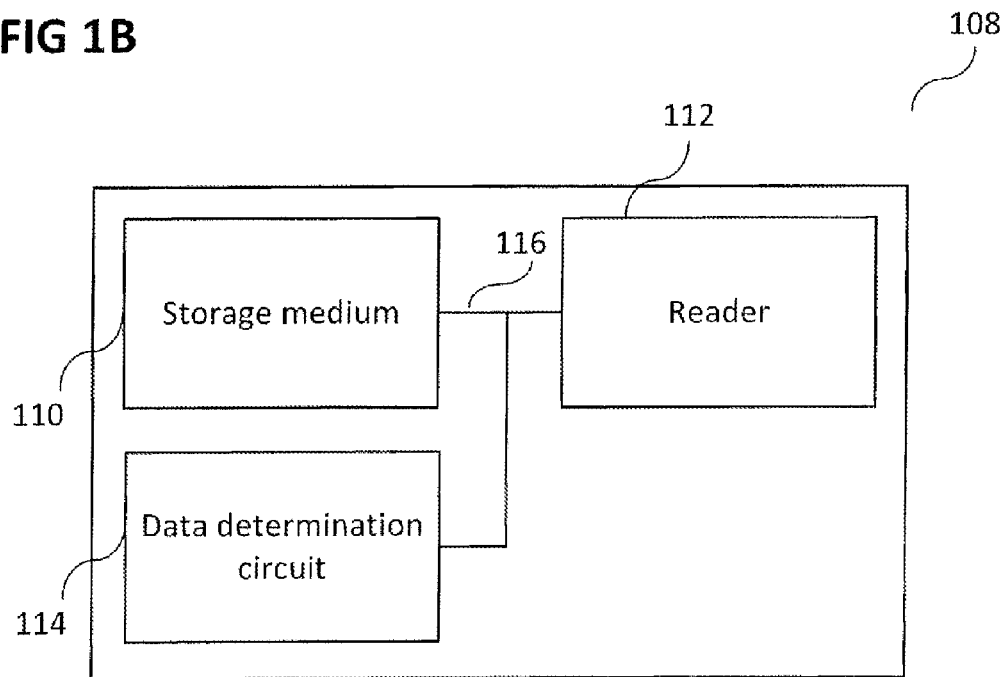 FIG 1B
108
112
116
Storage medium
Reader
110
Data determination
circuit
114